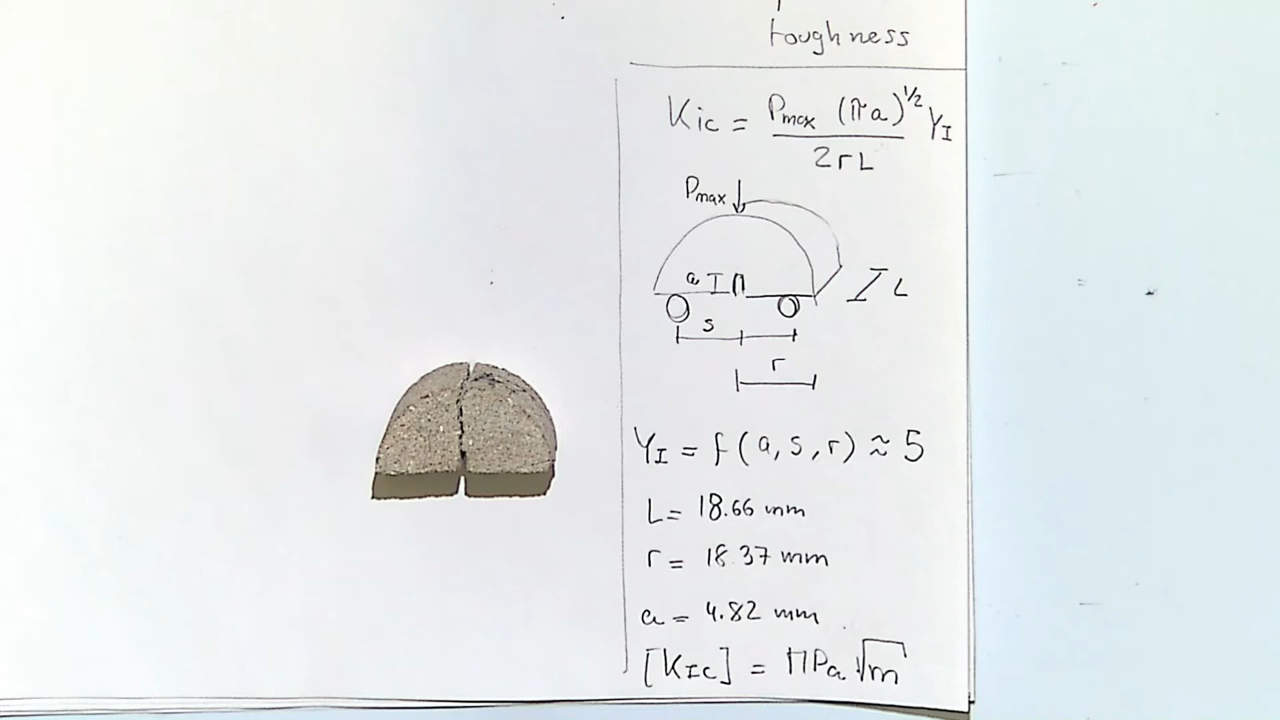 toughness
KIC = Pmax (πa)^1/2 / 2rL YI
Pmax
a
L
s
r
YI = f(a, s, r) ≈ 5
L = 18.66 mm
r = 18.37 mm
a = 4.82 mm
[KIC] = MPa √m